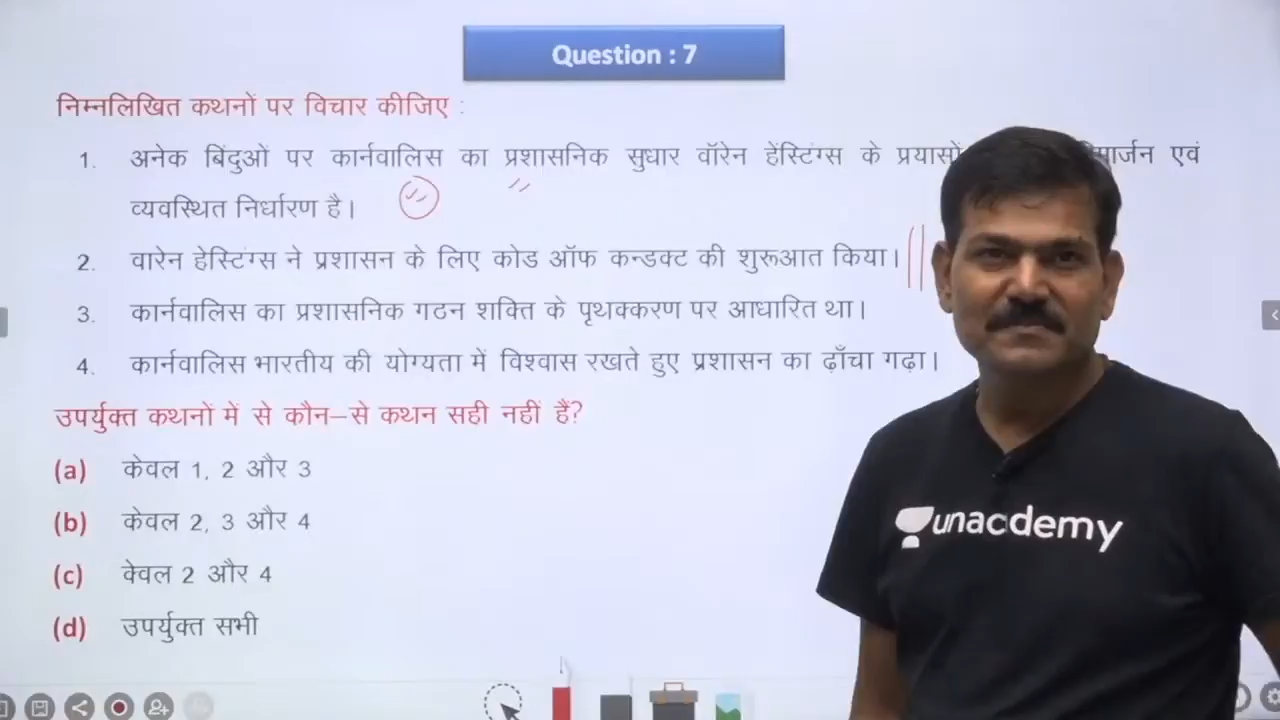 Question : 7
निम्नलिखित कथनों पर विचार कीजिए :
1. अनेक बिंदुओं पर कार्नवालिस का प्रशासनिक सुधार वॉरेन हेंस्टिंग्स के एवं
व्यवस्थित निर्धारण है।
2. वारेन हेस्टिंग्स ने प्रशासन के लिए कोड ऑफ कन्डक्ट की शुरूआत किया।
3. कार्नवालिस का प्रशासनिक गठन शक्ति के पृथक्करण पर आधारित था।
4. कार्नवालिस भारतीय की योग्यता में विश्वास रखते हुए प्रशासन का ढ़ाँचा गढ़ा।
उपर्युक्त कथनों में से कौन–से कथन सही नहीं हैं?
(a) केवल 1, 2 और 3
(b) केवल 2, 3 और 4
(c) केवल 2 और 4
(d) उपर्युक्त सभी
unacademy